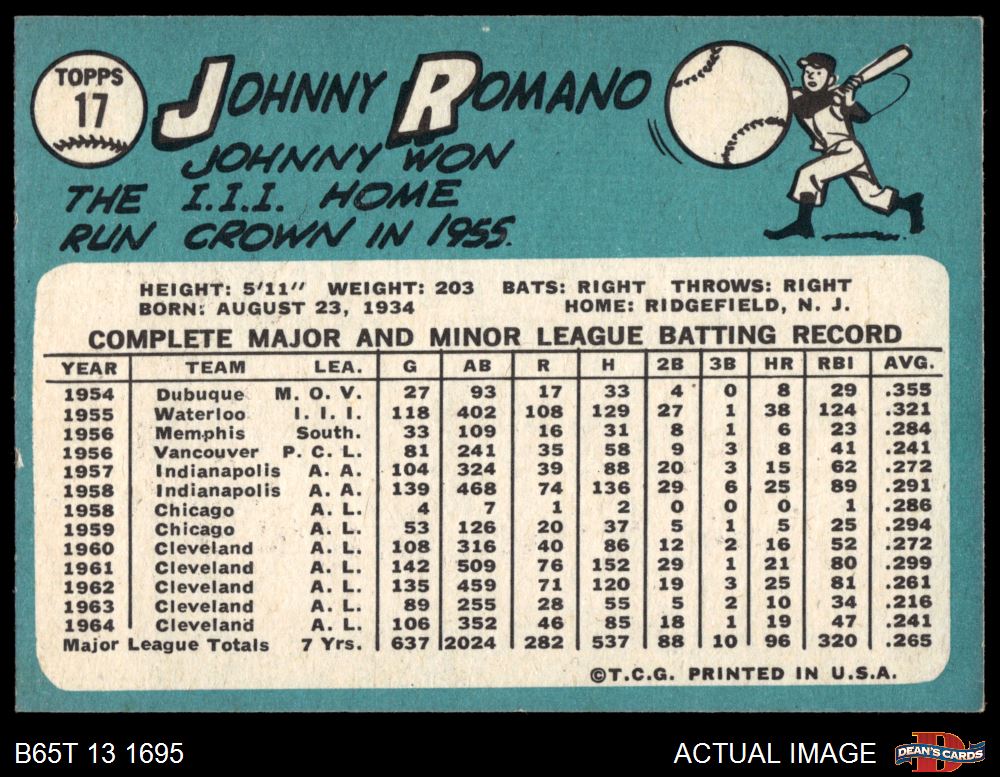 TOPPS
17
JOHNNY ROMANO
JOHNNY WON
THE I.I.I. HOME
RUN CROWN IN 1955.
HEIGHT: 5'11" WEIGHT: 203 BATS: RIGHT THROWS: RIGHT
BORN: AUGUST 23, 1934 HOME: RIDGEFIELD, N. J.
COMPLETE MAJOR AND MINOR LEAGUE BATTING RECORD
YEAR TEAM LEA. G AB R H 2B 3B HR RBI AVG.
1954 Dubuque M. O. V. 27 93 17 33 4 0 8 29 .355
1955 Waterloo I. I. I. 118 402 108 129 27 1 38 124 .321
1956 Memphis South. 33 109 16 31 8 1 6 23 .284
1956 Vancouver P. C. L. 81 241 35 58 9 3 8 41 .241
1957 Indianapolis A. A. 104 324 39 88 20 3 15 62 .272
1958 Indianapolis A. A. 139 468 74 136 29 6 25 89 .291
1958 Chicago A. L. 4 7 1 2 0 0 0 1 .286
1959 Chicago A. L. 53 126 20 37 5 1 5 25 .294
1960 Cleveland A. L. 108 316 40 86 12 2 16 52 .272
1961 Cleveland A. L. 142 509 76 152 29 1 21 80 .299
1962 Cleveland A. L. 135 459 71 120 19 3 25 81 .261
1963 Cleveland A. L. 89 255 28 55 5 2 10 34 .216
1964 Cleveland A. L. 106 352 46 85 18 1 19 47 .241
Major League Totals 7 Yrs. 637 2024 282 537 88 10 96 320 .265
©T.C.G. PRINTED IN U.S.A.
B65T 13 1695 ACTUAL IMAGE
D
DEAN'S CARDS